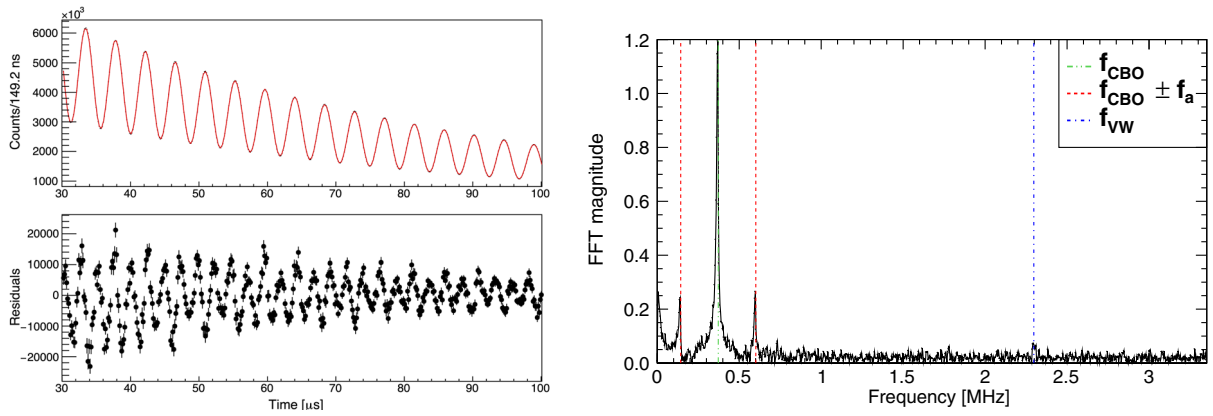 ×10³
6000
5000
4000
3000
2000
1000
Counts/149.2 ns
30 40 50 60 70 80 90 100
20000
10000
0
−10000
−20000
Residuals
30 40 50 60 70 80 90 100
Time [μs]
1.2
1.0
0.8
0.6
0.4
0.2
0.0
FFT magnitude
f_CBO
f_CBO ± f_a
f_VW
0 0.5 1 1.5 2 2.5 3
Frequency [MHz]